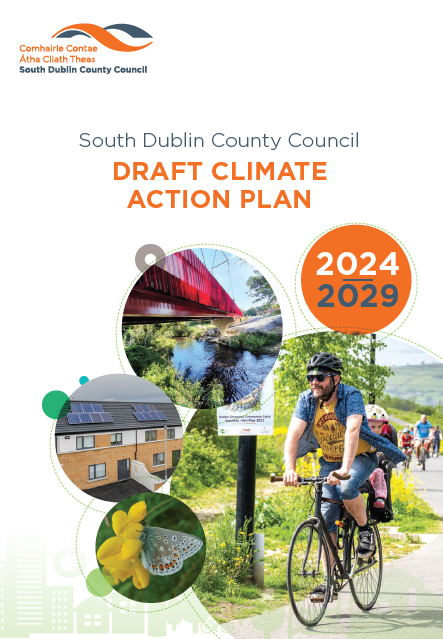 Comhairle Contae
Átha Cliath Theas
South Dublin County Council
South Dublin County Council
DRAFT CLIMATE
ACTION PLAN
2024
2029